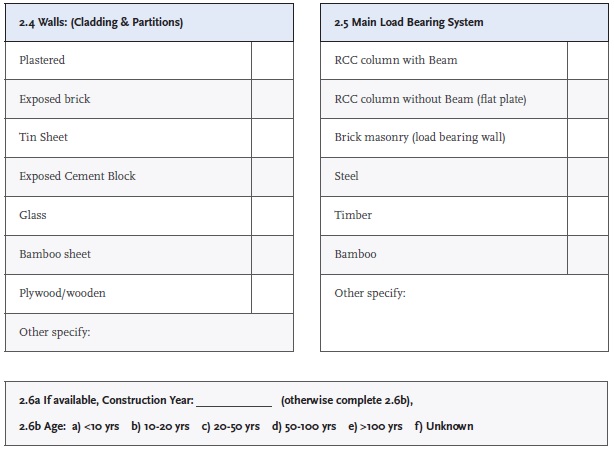 2.4 Walls: (Cladding & Partitions)
Plastered
Exposed brick
Tin Sheet
Exposed Cement Block
Glass
Bamboo sheet
Plywood/wooden
Other specify:
2.5 Main Load Bearing System
RCC column with Beam
RCC column without Beam (flat plate)
Brick masonry (load bearing wall)
Steel
Timber
Bamboo
Other specify:
2.6a If available, Construction Year: ____________ (otherwise complete 2.6b),
2.6b Age: a) <10 yrs b) 10-20 yrs c) 20-50 yrs d) 50-100 yrs e) >100 yrs f) Unknown